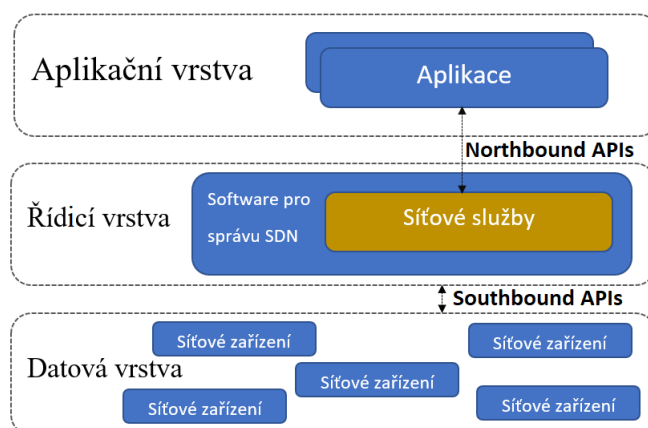 Aplikační vrstva
Aplikace
Northbound APIs
Řídicí vrstva
Software pro
správu SDN
Síťové služby
Southbound APIs
Datová vrstva
Síťové zařízení
Síťové zařízení
Síťové zařízení
Síťové zařízení
Síťové zařízení